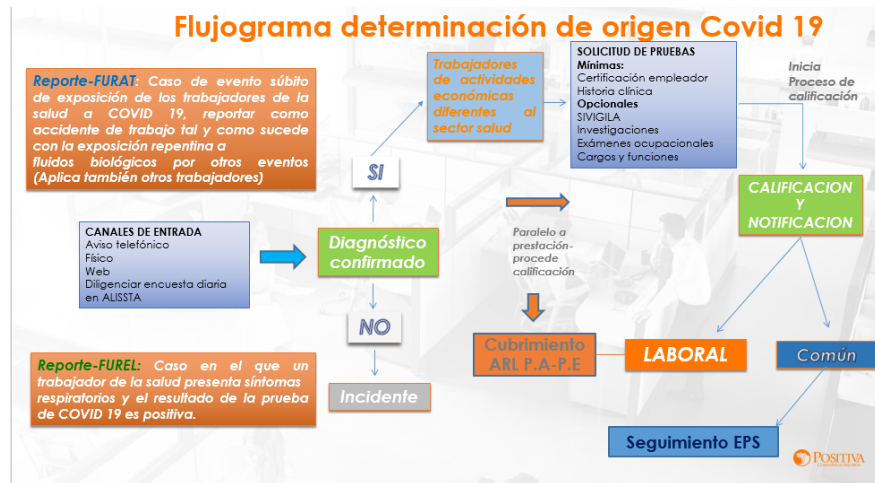 Flujograma determinación de origen Covid 19
Reporte-FURAT: Caso de evento súbito
de exposición de los trabajadores de la
salud a COVID 19, reportar como
accidente de trabajo tal y como sucede
con la exposición repentina a
fluidos biológicos por otros eventos
(Aplica también otros trabajadores)
Trabajadores
de actividades
económicas
diferentes al
sector salud
SOLICITUD DE PRUEBAS
Mínimas:
Certificación empleador
Historia clínica
Opcionales
SIVIGILA
Investigaciones
Exámenes ocupacionales
Cargos y funciones
Inicia
Proceso de
calificación
SI
CALIFICACION
Y
NOTIFICACION
CANALES DE ENTRADA
Aviso telefónico
Físico
Web
Diligenciar encuesta diaria
en ALISSTA
Diagnóstico
confirmado
Paralelo a
prestación-
procede
calificación
NO
Cubrimiento
ARL P.A-P.E
LABORAL
Común
Reporte-FUREL: Caso en el que un
trabajador de la salud presenta síntomas
respiratorios y el resultado de la prueba
de COVID 19 es positiva.
Incidente
Seguimiento EPS
POSITIVA